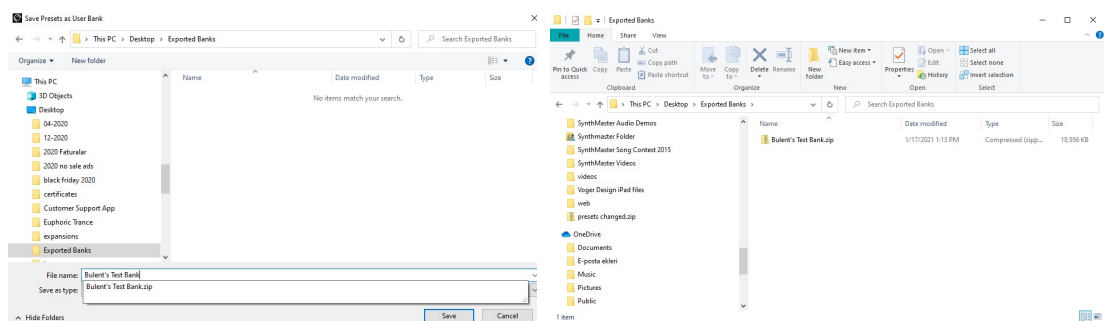 Save Presets as User Bank
This PC > Desktop > Exported Banks
Search Exported Banks
Organize
New folder
This PC
3D Objects
Desktop
04-2020
12-2020
2020 Faturalar
2020 no sale ads
black friday 2020
certificates
Customer Support App
Euphoric Trance
expansions
Exported Banks
Name
Date modified
Type
Size
No items match your search.
File name: Bulent's Test Bank
Bulent's Test Bank.zip
Save as type:
Hide Folders
Save
Cancel
Exported Banks
File
Home
Share
View
Pin to Quick access
Copy
Paste
Cut
Copy path
Paste shortcut
Clipboard
Move to
Copy to
Delete
Rename
Organize
New folder
New item
Easy access
New
Properties
Open
Edit
History
Open
Select all
Select none
Invert selection
Select
This PC > Desktop > Exported Banks >
Search Exported Banks
SynthMaster Audio Demos
Synthmaster Folder
SynthMaster Song Contest 2015
SynthMaster Videos
videos
Voger Design iPad files
web
presets changed.zip
OneDrive
Documents
E-posta ekleri
Music
Pictures
Public
Name
Date modified
Type
Size
Bulent's Test Bank.zip
1/17/2021 1:13 PM
Compressed (zipp...
18,956 KB
1 item